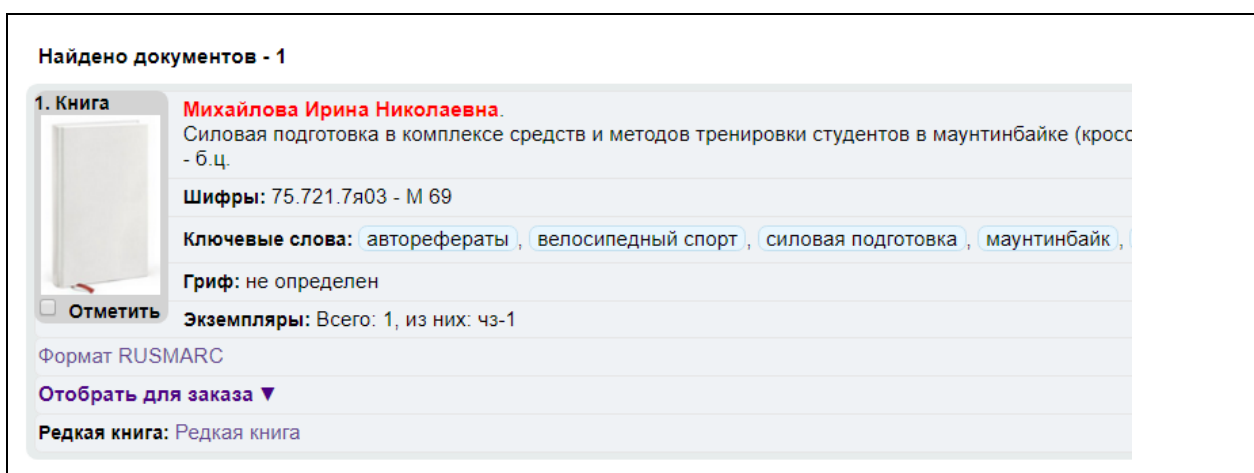 Найдено документов - 1
1. Книга
Михайлова Ирина Николаевна.
Силовая подготовка в комплексе средств и методов тренировки студентов в маунтинбайке (кросс
- б.ц.
Шифры: 75.721.7я03 - М 69
Ключевые слова: авторефераты, велосипедный спорт, силовая подготовка, маунтинбайк,
Гриф: не определен
Отметить
Экземпляры: Всего: 1, из них: чз-1
Формат RUSMARC
Отобрать для заказа ▼
Редкая книга: Редкая книга